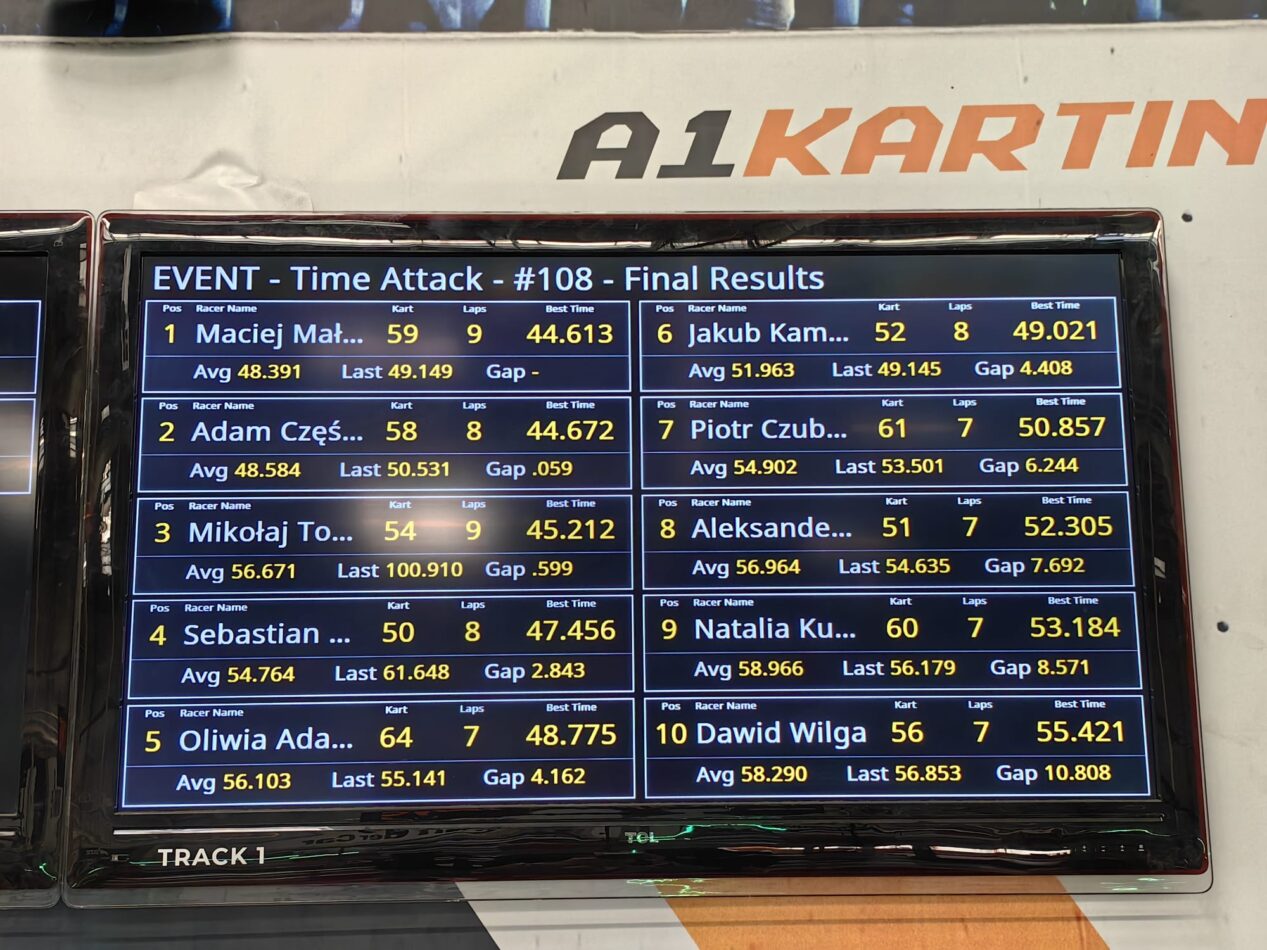 A1KARTIN
EVENT - Time Attack - #108 - Final Results
Pos Racer Name Kart Laps Best Time
1 Maciej Mał... 59 9 44.613
Avg 48.391 Last 49.149 Gap -
Pos Racer Name Kart Laps Best Time
2 Adam Częś... 58 8 44.672
Avg 48.584 Last 50.531 Gap .059
Pos Racer Name Kart Laps Best Time
3 Mikołaj To... 54 9 45.212
Avg 56.671 Last 100.910 Gap .599
Pos Racer Name Kart Laps Best Time
4 Sebastian ... 50 8 47.456
Avg 54.764 Last 61.648 Gap 2.843
Pos Racer Name Kart Laps Best Time
5 Oliwia Ada... 64 7 48.775
Avg 56.103 Last 55.141 Gap 4.162
Pos Racer Name Kart Laps Best Time
6 Jakub Kam... 52 8 49.021
Avg 51.963 Last 49.145 Gap 4.408
Pos Racer Name Kart Laps Best Time
7 Piotr Czub... 61 7 50.857
Avg 54.902 Last 53.501 Gap 6.244
Pos Racer Name Kart Laps Best Time
8 Aleksande... 51 7 52.305
Avg 56.964 Last 54.635 Gap 7.692
Pos Racer Name Kart Laps Best Time
9 Natalia Ku... 60 7 53.184
Avg 58.966 Last 56.179 Gap 8.571
Pos Racer Name Kart Laps Best Time
10 Dawid Wilga 56 7 55.421
Avg 58.290 Last 56.853 Gap 10.808
TCL
TRACK 1